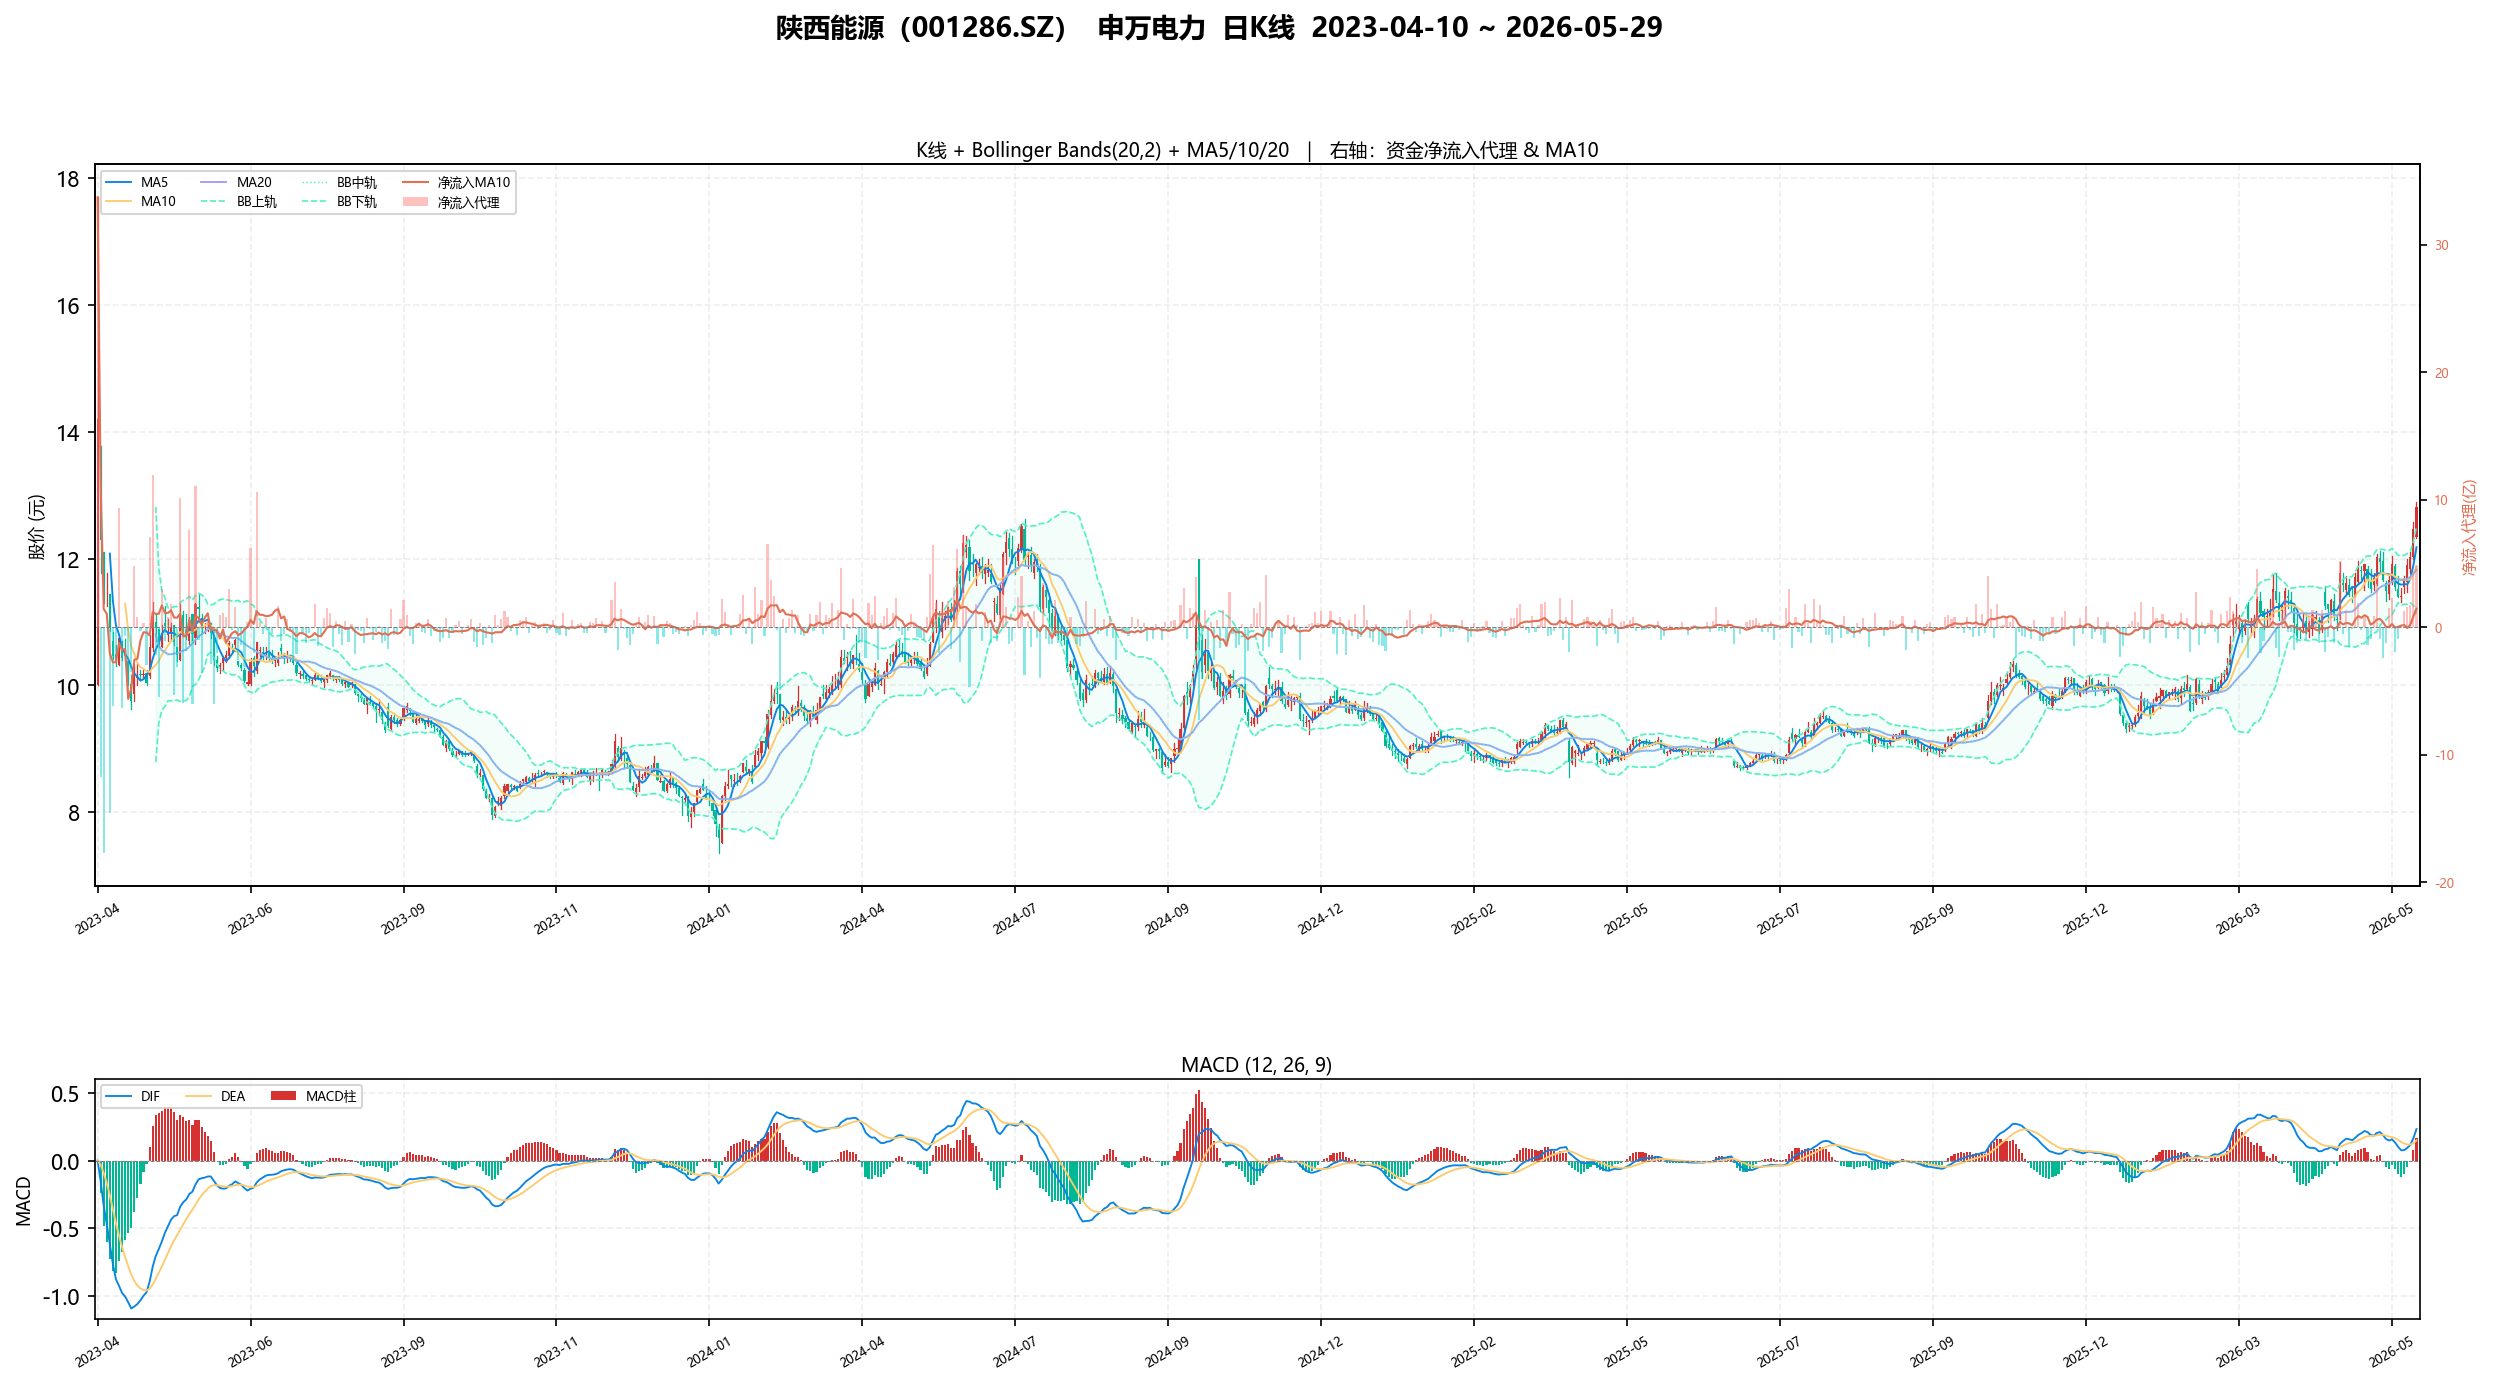 陕西能源（001286.SZ） 申万电力 日K线 2023-04-10 ~ 2026-05-29
K线 + Bollinger Bands(20,2) + MA5/10/20 | 右轴：资金净流入代理 & MA10
MA5 MA20 BB中轨 净流入MA10
MA10 BB上轨 BB下轨 净流入代理
18
16
14
12
10
8
股价 (元)
30
20
10
0
-10
-20
净流入代理(亿)
2023-04 2023-06 2023-09 2023-11 2024-01 2024-04 2024-07 2024-09 2024-12 2025-02 2025-05 2025-07 2025-09 2025-12 2026-03 2026-05
MACD (12, 26, 9)
DIF DEA MACD柱
0.5
0.0
-0.5
-1.0
MACD
2023-04 2023-06 2023-09 2023-11 2024-01 2024-04 2024-07 2024-09 2024-12 2025-02 2025-05 2025-07 2025-09 2025-12 2026-03 2026-05